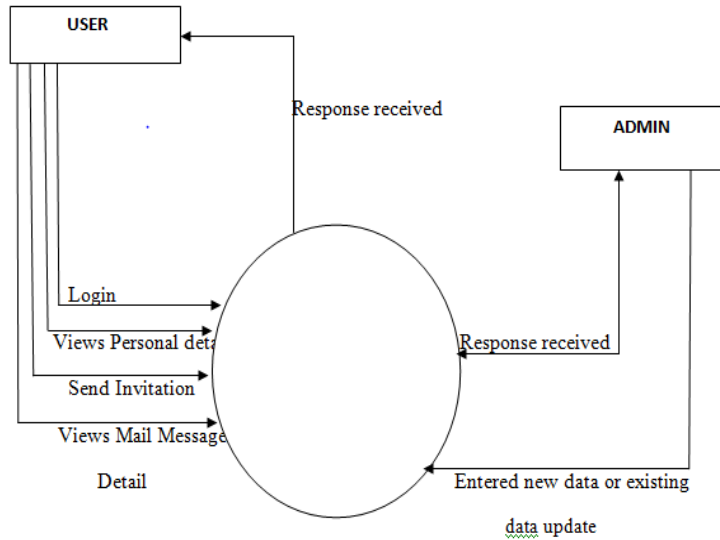 USER
Response received
ADMIN
Login
Views Personal deta
Response received
Send Invitation
Views Mail Message
Detail
Entered new data or existing
data update